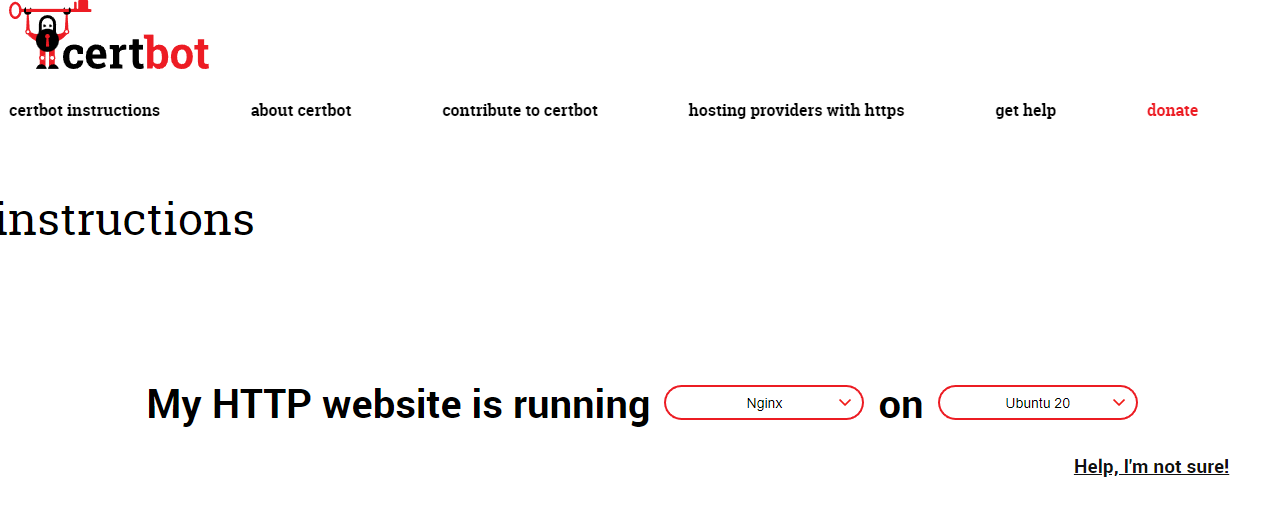 certbot
certbot instructions about certbot contribute to certbot hosting providers with https get help donate
instructions
My HTTP website is running Nginx on Ubuntu 20
Help, I'm not sure!